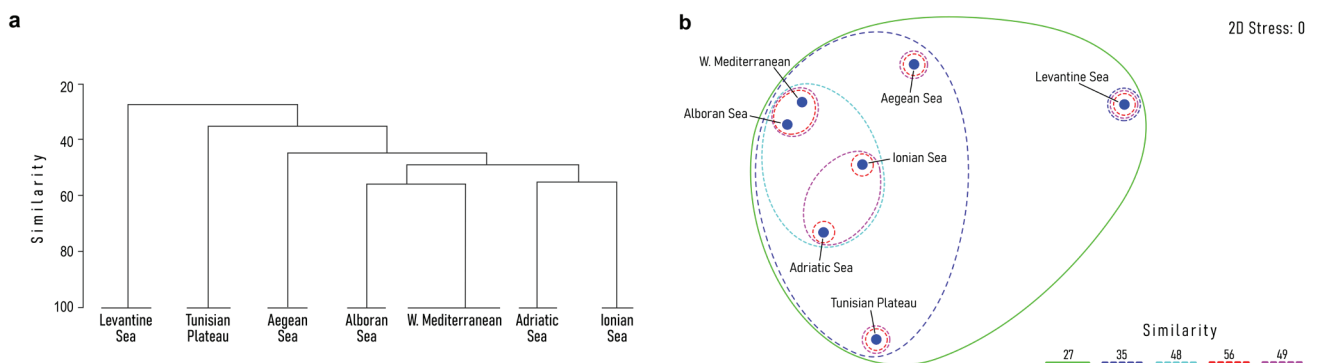 a
20
40
60
80
100
Similarity
Levantine
Sea
Tunisian
Plateau
Aegean
Sea
Alboran
Sea
W. Mediterranean
Adriatic
Sea
Ionian
Sea
b
2D Stress: 0
W. Mediterranean
Alboran Sea
Aegean Sea
Levantine Sea
Ionian Sea
Adriatic Sea
Tunisian Plateau
Similarity
27 35 48 56 49